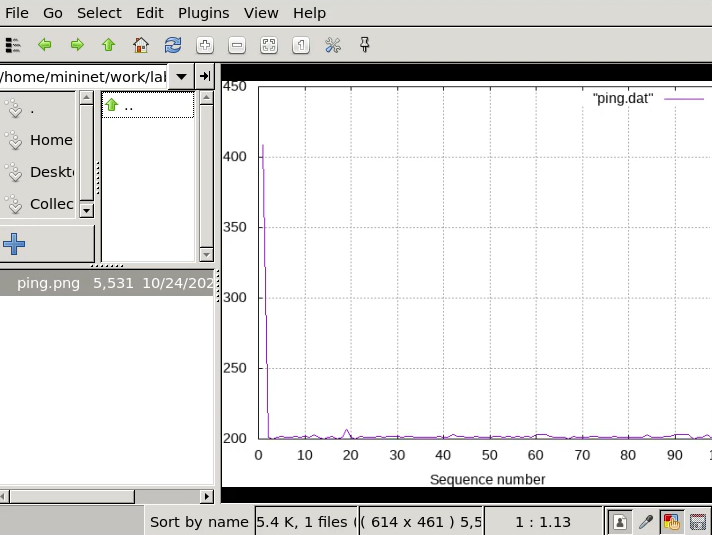 File Go Select Edit Plugins View Help
1
/home/mininet/work/lal
.
..
Home
Deskt
Collec
ping.png 5,531 10/24/202
450
"ping.dat"
400
350
300
250
200
0 10 20 30 40 50 60 70 80 90 1
Sequence number
Sort by name 5.4 K, 1 files ( ( 614 x 461 ) 5,5 1 : 1.13